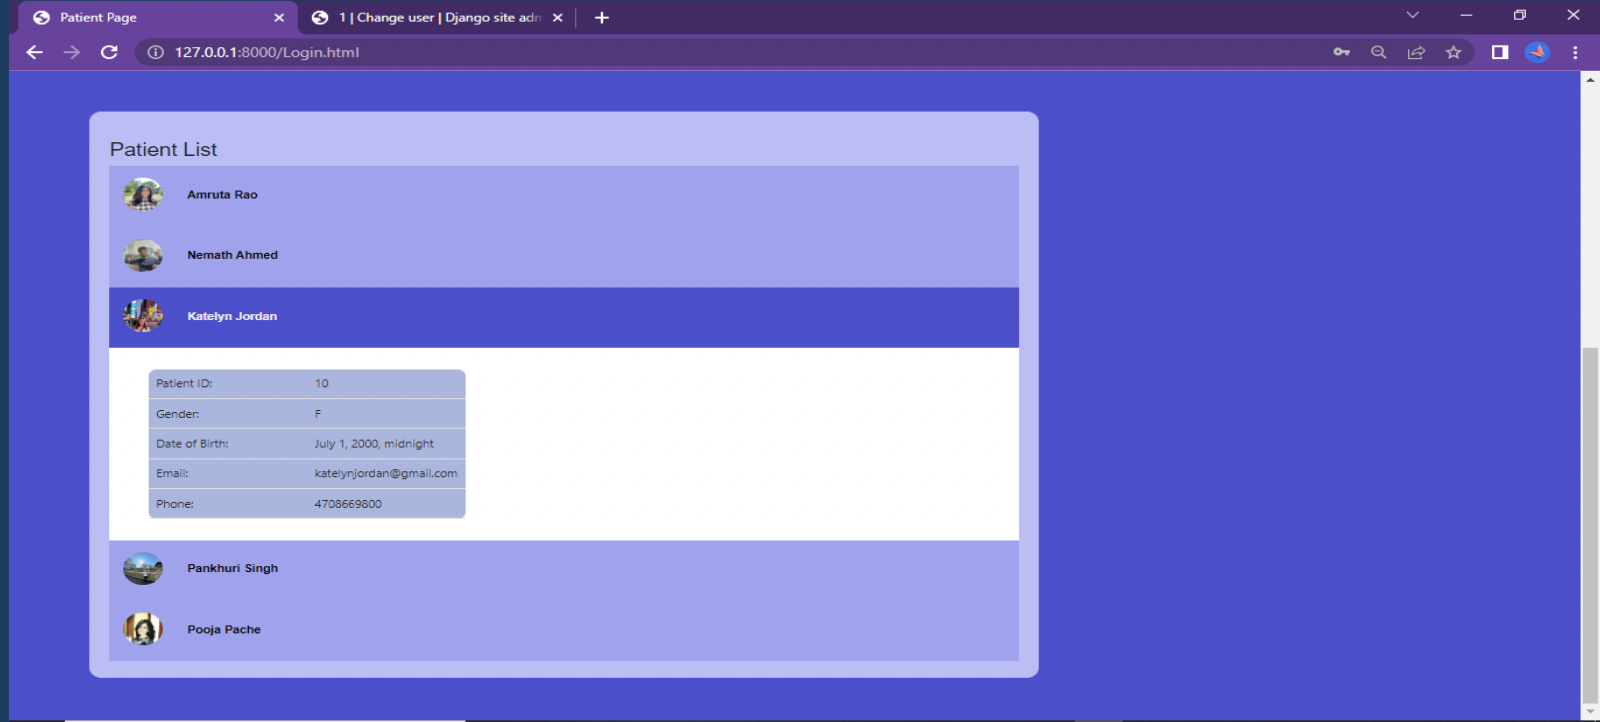 Patient Page
1 | Change user | Django site adm
127.0.0.1:8000/Login.html
Patient List
Amruta Rao
Nemath Ahmed
Katelyn Jordan
Patient ID: 10
Gender: F
Date of Birth: July 1, 2000, midnight
Email: katelynjordan@gmail.com
Phone: 4708669800
Pankhuri Singh
Pooja Pache